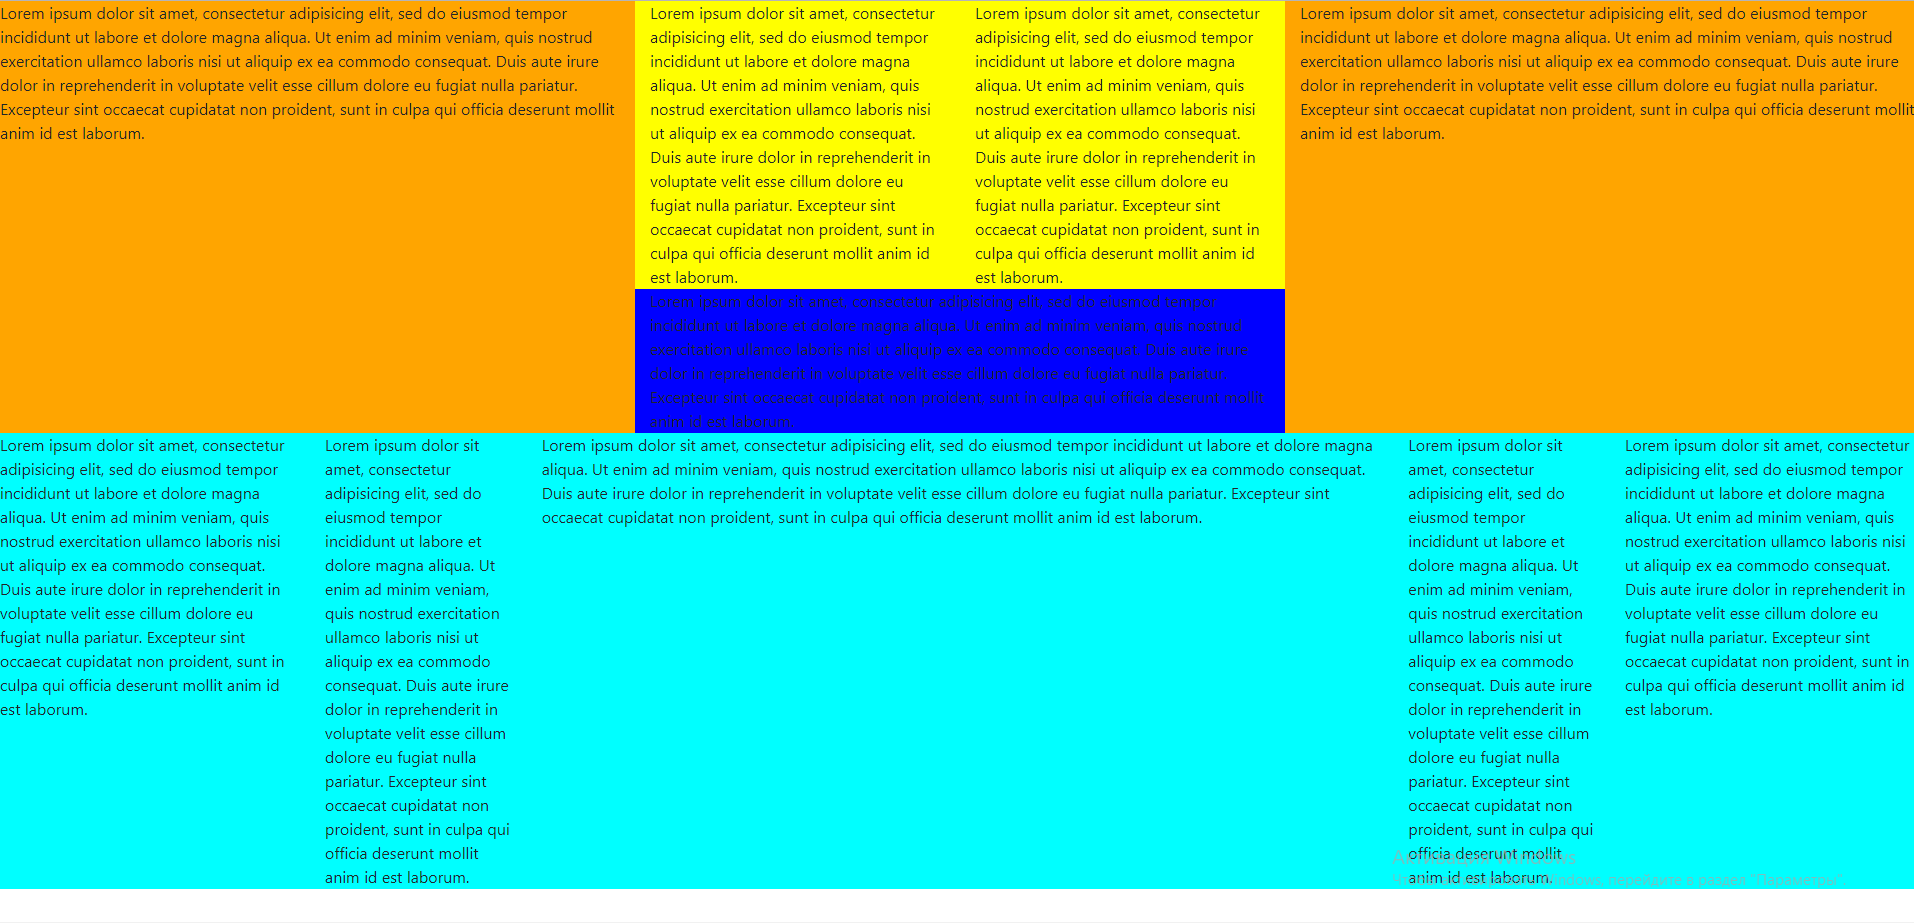 Lorem ipsum dolor sit amet, consectetur adipisicing elit, sed do eiusmod tempor
incididunt ut labore et dolore magna aliqua. Ut enim ad minim veniam, quis nostrud
exercitation ullamco laboris nisi ut aliquip ex ea commodo consequat. Duis aute irure
dolor in reprehenderit in voluptate velit esse cillum dolore eu fugiat nulla pariatur.
Excepteur sint occaecat cupidatat non proident, sunt in culpa qui officia deserunt mollit
anim id est laborum.
Lorem ipsum dolor sit amet, consectetur
adipisicing elit, sed do eiusmod tempor
incididunt ut labore et dolore magna
aliqua. Ut enim ad minim veniam, quis
nostrud exercitation ullamco laboris nisi
ut aliquip ex ea commodo consequat.
Duis aute irure dolor in reprehenderit in
voluptate velit esse cillum dolore eu
fugiat nulla pariatur. Excepteur sint
occaecat cupidatat non proident, sunt in
culpa qui officia deserunt mollit anim id
est laborum.
Lorem ipsum dolor sit amet, consectetur
adipisicing elit, sed do eiusmod tempor
incididunt ut labore et dolore magna
aliqua. Ut enim ad minim veniam, quis
nostrud exercitation ullamco laboris nisi
ut aliquip ex ea commodo consequat.
Duis aute irure dolor in reprehenderit in
voluptate velit esse cillum dolore eu
fugiat nulla pariatur. Excepteur sint
occaecat cupidatat non proident, sunt in
culpa qui officia deserunt mollit anim id
est laborum.
Lorem ipsum dolor sit amet, consectetur adipisicing elit, sed do eiusmod tempor
incididunt ut labore et dolore magna aliqua. Ut enim ad minim veniam, quis nostrud
exercitation ullamco laboris nisi ut aliquip ex ea commodo consequat. Duis aute irure
dolor in reprehenderit in voluptate velit esse cillum dolore eu fugiat nulla pariatur.
Excepteur sint occaecat cupidatat non proident, sunt in culpa qui officia deserunt mollit
anim id est laborum.
Lorem ipsum dolor sit amet, consectetur adipisicing elit, sed do eiusmod tempor
incididunt ut labore et dolore magna aliqua. Ut enim ad minim veniam, quis nostrud
exercitation ullamco laboris nisi ut aliquip ex ea commodo consequat. Duis aute irure
dolor in reprehenderit in voluptate velit esse cillum dolore eu fugiat nulla pariatur.
Excepteur sint occaecat cupidatat non proident, sunt in culpa qui officia deserunt mollit
anim id est laborum.
Lorem ipsum dolor sit amet, consectetur
adipisicing elit, sed do eiusmod tempor
incididunt ut labore et dolore magna
aliqua. Ut enim ad minim veniam, quis
nostrud exercitation ullamco laboris nisi
ut aliquip ex ea commodo consequat.
Duis aute irure dolor in reprehenderit in
voluptate velit esse cillum dolore eu
fugiat nulla pariatur. Excepteur sint
occaecat cupidatat non proident, sunt in
culpa qui officia deserunt mollit anim id
est laborum.
Lorem ipsum dolor sit
amet, consectetur
adipisicing elit, sed do
eiusmod tempor
incididunt ut labore et
dolore magna aliqua. Ut
enim ad minim veniam,
quis nostrud exercitation
ullamco laboris nisi ut
aliquip ex ea commodo
consequat. Duis aute irure
dolor in reprehenderit in
voluptate velit esse cillum
dolore eu fugiat nulla
pariatur. Excepteur sint
occaecat cupidatat non
proident, sunt in culpa qui
officia deserunt mollit
anim id est laborum.
Lorem ipsum dolor sit amet, consectetur adipisicing elit, sed do eiusmod tempor incididunt ut labore et dolore magna
aliqua. Ut enim ad minim veniam, quis nostrud exercitation ullamco laboris nisi ut aliquip ex ea commodo consequat.
Duis aute irure dolor in reprehenderit in voluptate velit esse cillum dolore eu fugiat nulla pariatur. Excepteur sint
occaecat cupidatat non proident, sunt in culpa qui officia deserunt mollit anim id est laborum.
Lorem ipsum dolor sit
amet, consectetur
adipisicing elit, sed do
eiusmod tempor
incididunt ut labore et
dolore magna aliqua. Ut
enim ad minim veniam,
quis nostrud exercitation
ullamco laboris nisi ut
aliquip ex ea commodo
consequat. Duis aute irure
dolor in reprehenderit in
voluptate velit esse cillum
dolore eu fugiat nulla
pariatur. Excepteur sint
occaecat cupidatat non
proident, sunt in culpa qui
officia deserunt mollit
anim id est laborum.
Lorem ipsum dolor sit amet, consectetur
adipisicing elit, sed do eiusmod tempor
incididunt ut labore et dolore magna
aliqua. Ut enim ad minim veniam, quis
nostrud exercitation ullamco laboris nisi
ut aliquip ex ea commodo consequat.
Duis aute irure dolor in reprehenderit in
voluptate velit esse cillum dolore eu
fugiat nulla pariatur. Excepteur sint
occaecat cupidatat non proident, sunt in
culpa qui officia deserunt mollit anim id
est laborum.
Windows, перейдите в раздел "Параметры".